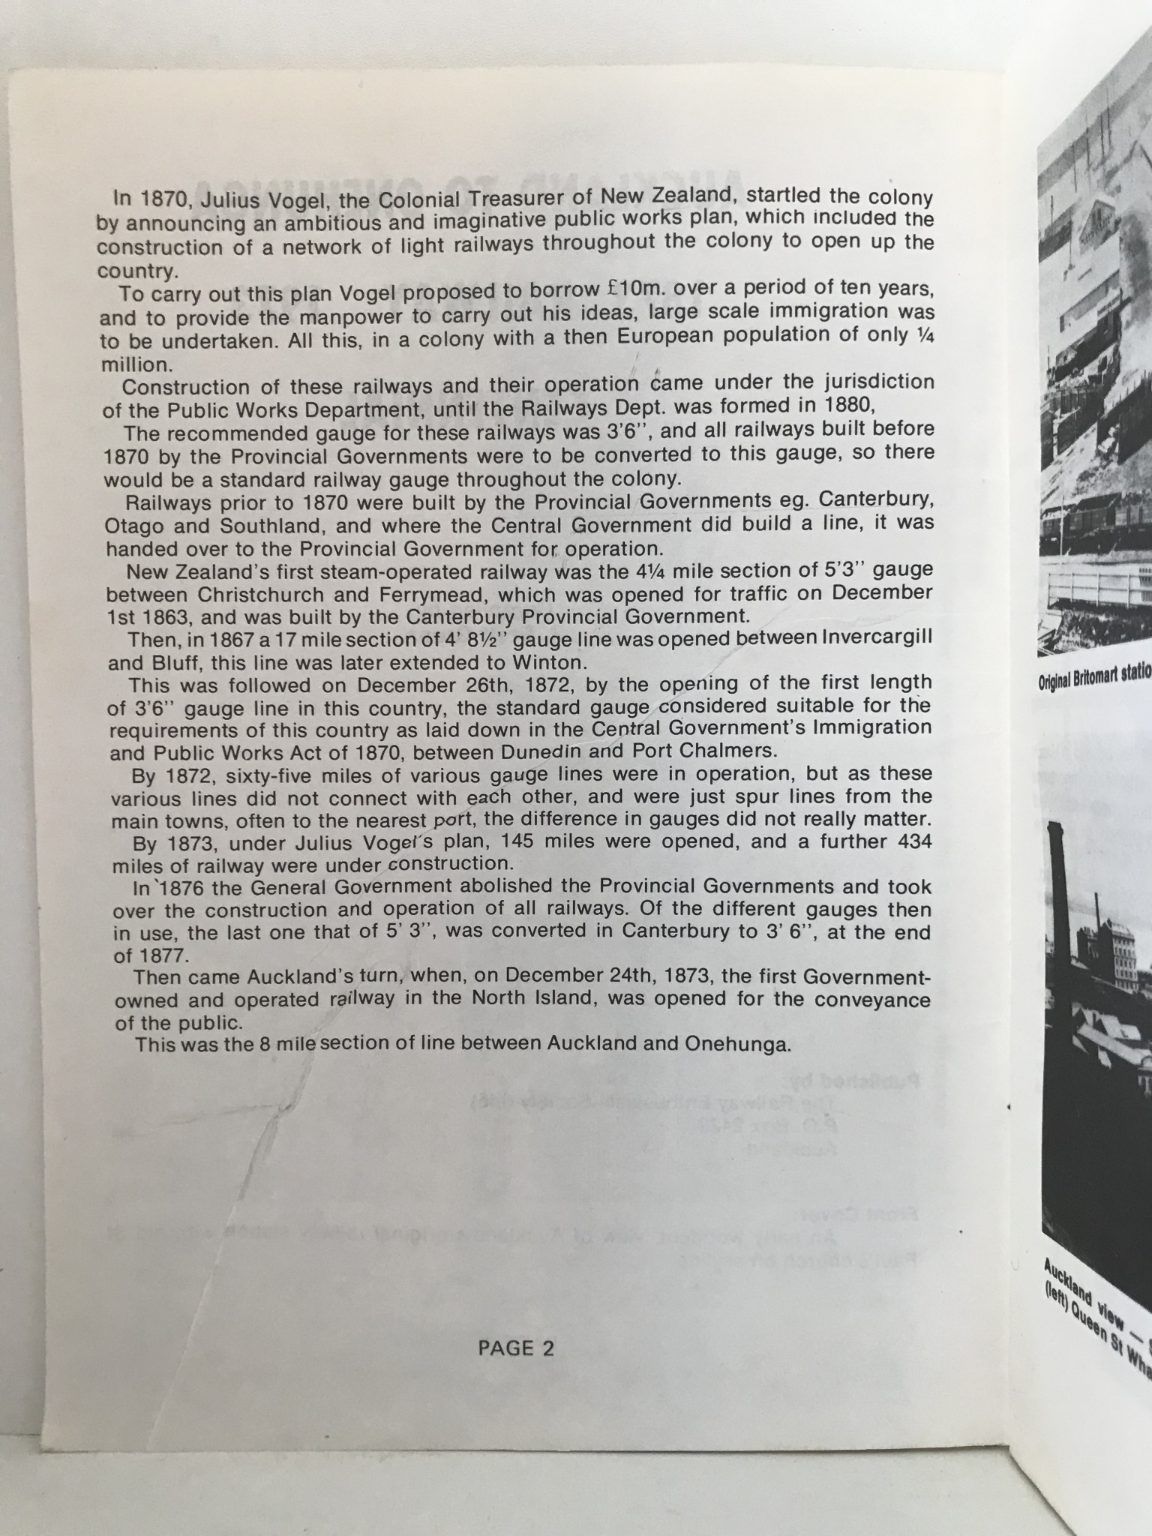 In 1870, Julius Vogel, the Colonial Treasurer of New Zealand, startled the colony
by announcing an ambitious and imaginative public works plan, which included the
construction of a network of light railways throughout the colony to open up the
country.
To carry out this plan Vogel proposed to borrow £10m. over a period of ten years,
and to provide the manpower to carry out his ideas, large scale immigration was
to be undertaken. All this, in a colony with a then European population of only ¼
million.
Construction of these railways and their operation came under the jurisdiction
of the Public Works Department, until the Railways Dept. was formed in 1880,
The recommended gauge for these railways was 3'6'', and all railways built before
1870 by the Provincial Governments were to be converted to this gauge, so there
would be a standard railway gauge throughout the colony.
Railways prior to 1870 were built by the Provincial Governments eg. Canterbury,
Otago and Southland, and where the Central Government did build a line, it was
handed over to the Provincial Government for operation.
New Zealand's first steam-operated railway was the 4¼ mile section of 5'3'' gauge
between Christchurch and Ferrymead, which was opened for traffic on December
1st 1863, and was built by the Canterbury Provincial Government.
Then, in 1867 a 17 mile section of 4' 8½'' gauge line was opened between Invercargill
and Bluff, this line was later extended to Winton.
This was followed on December 26th, 1872, by the opening of the first length
of 3'6'' gauge line in this country, the standard gauge considered suitable for the
requirements of this country as laid down in the Central Government's Immigration
and Public Works Act of 1870, between Dunedin and Port Chalmers.
By 1872, sixty-five miles of various gauge lines were in operation, but as these
various lines did not connect with each other, and were just spur lines from the
main towns, often to the nearest port, the difference in gauges did not really matter.
By 1873, under Julius Vogel's plan, 145 miles were opened, and a further 434
miles of railway were under construction.
In 1876 the General Government abolished the Provincial Governments and took
over the construction and operation of all railways. Of the different gauges then
in use, the last one that of 5' 3'', was converted in Canterbury to 3' 6'', at the end
of 1877.
Then came Auckland's turn, when, on December 24th, 1873, the first Government-
owned and operated railway in the North Island, was opened for the conveyance
of the public.
This was the 8 mile section of line between Auckland and Onehunga.
PAGE 2
Original Britomart statio
Auckland view —
(left) Queen St Wha